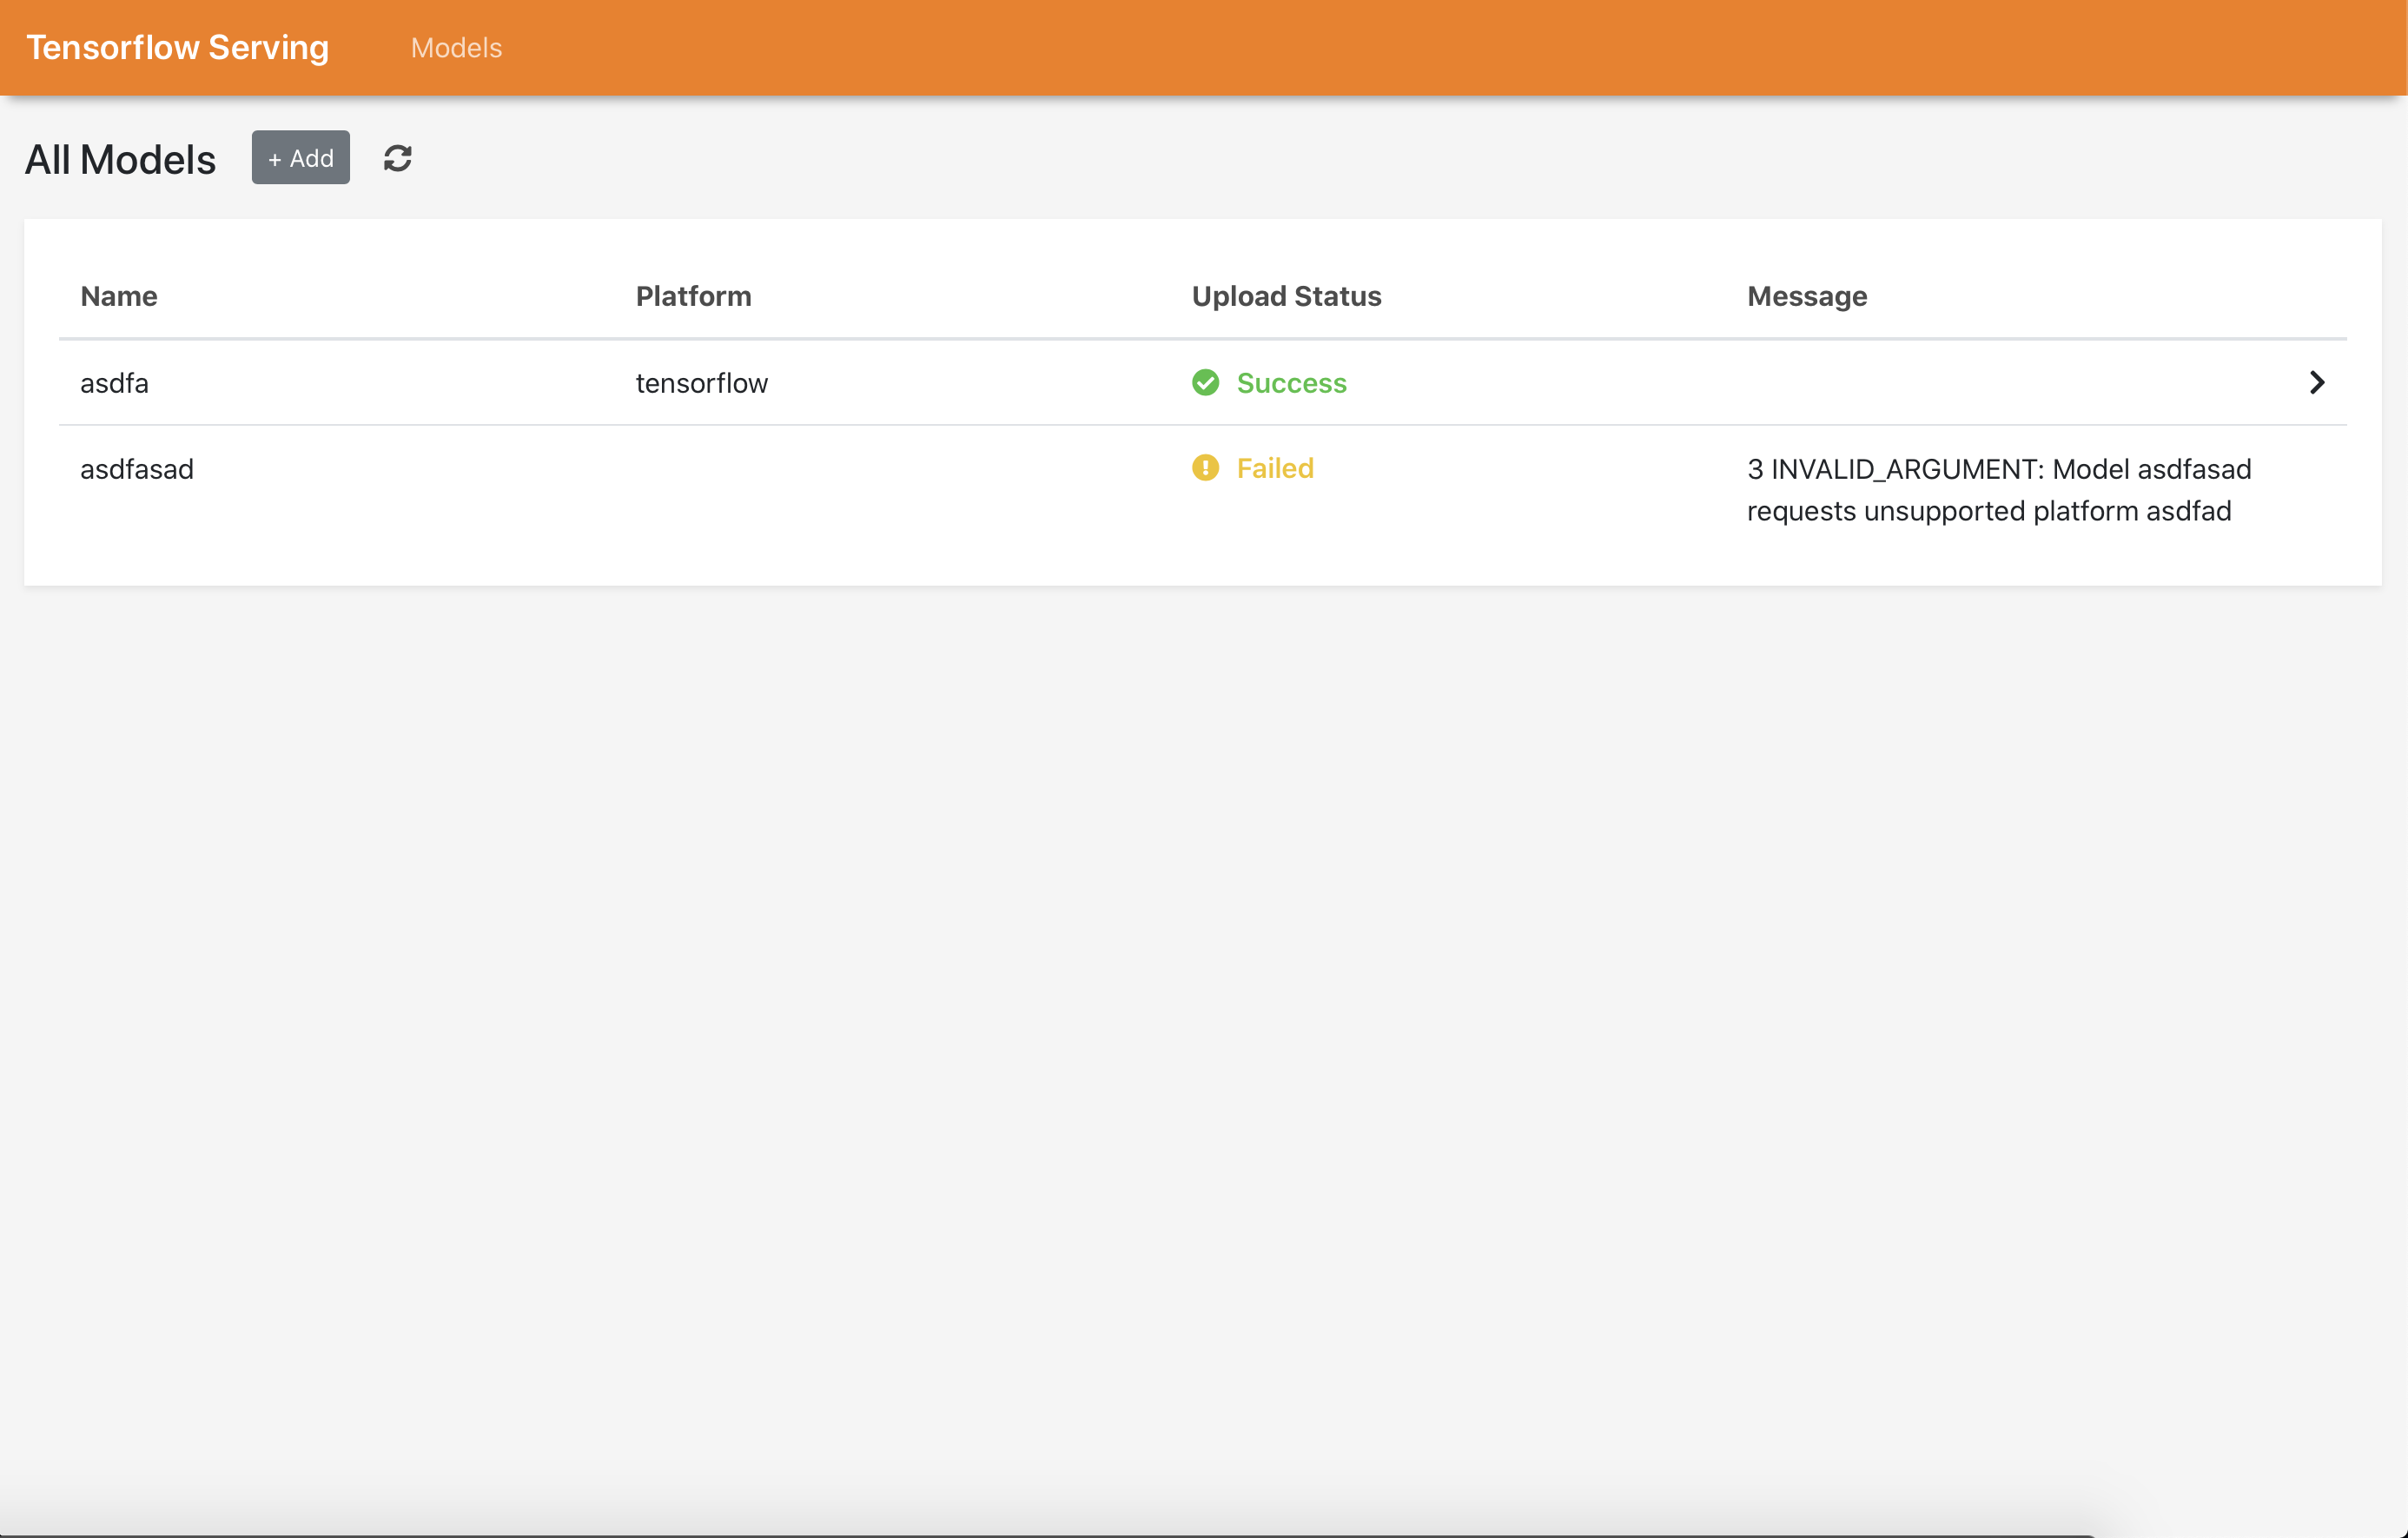 Tensorflow Serving Models
All Models + Add
Name Platform Upload Status Message
asdfa tensorflow Success
asdfasad Failed 3 INVALID_ARGUMENT: Model asdfasad
requests unsupported platform asdfad